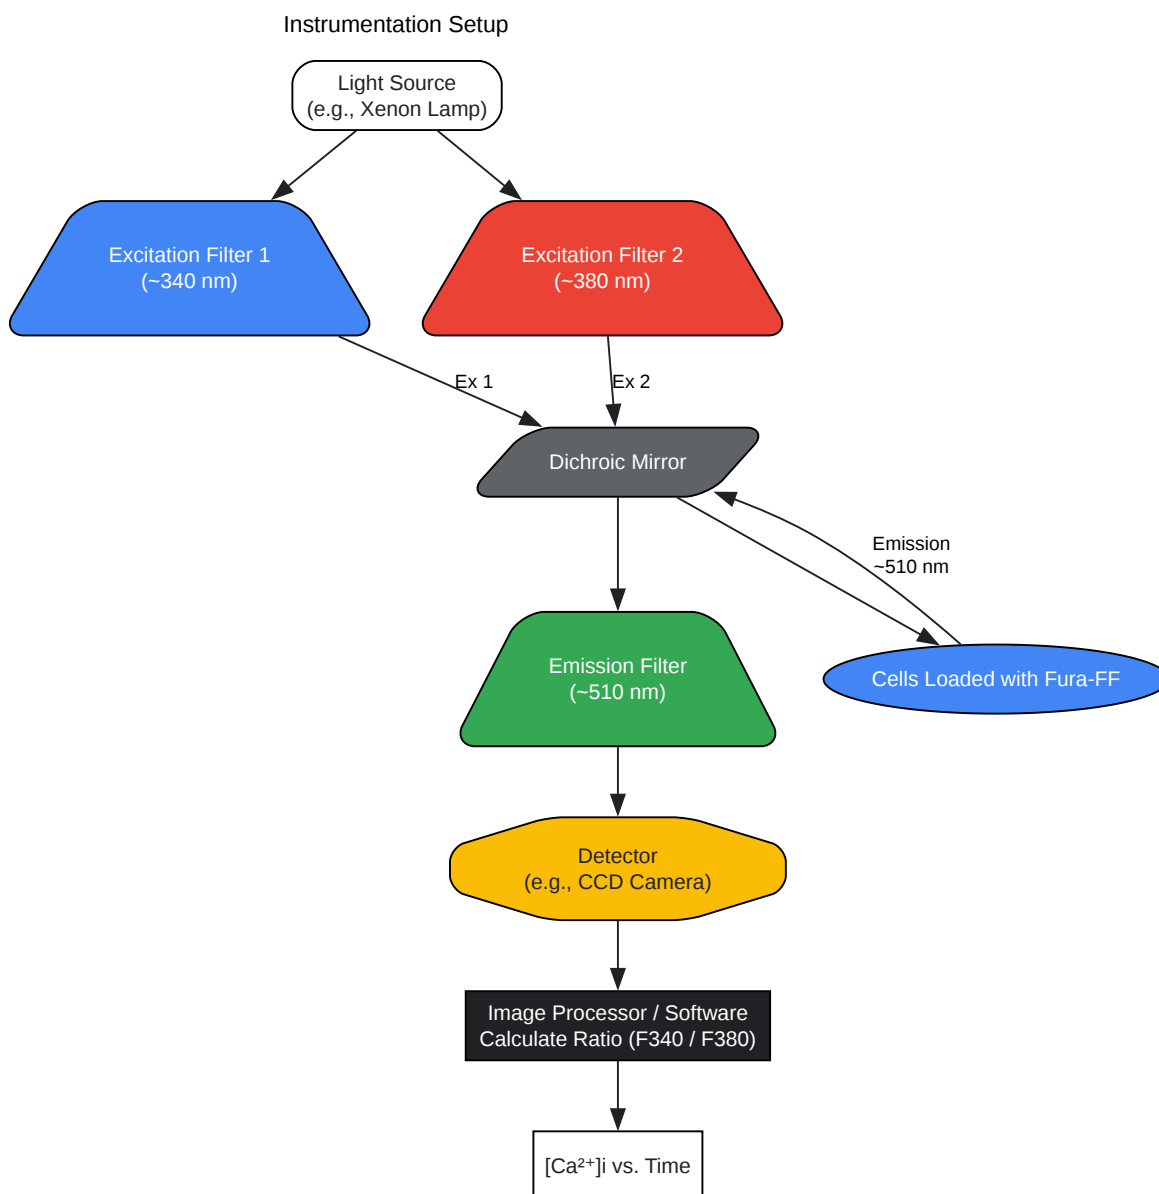 Instrumentation Setup
Light Source
(e.g., Xenon Lamp)
Excitation Filter 1
(~340 nm)
Excitation Filter 2
(~380 nm)
Ex 1
Ex 2
Dichroic Mirror
Emission
~510 nm
Emission Filter
(~510 nm)
Cells Loaded with Fura-FF
Detector
(e.g., CCD Camera)
Image Processor / Software
Calculate Ratio (F340 / F380)
[Ca²⁺]i vs. Time